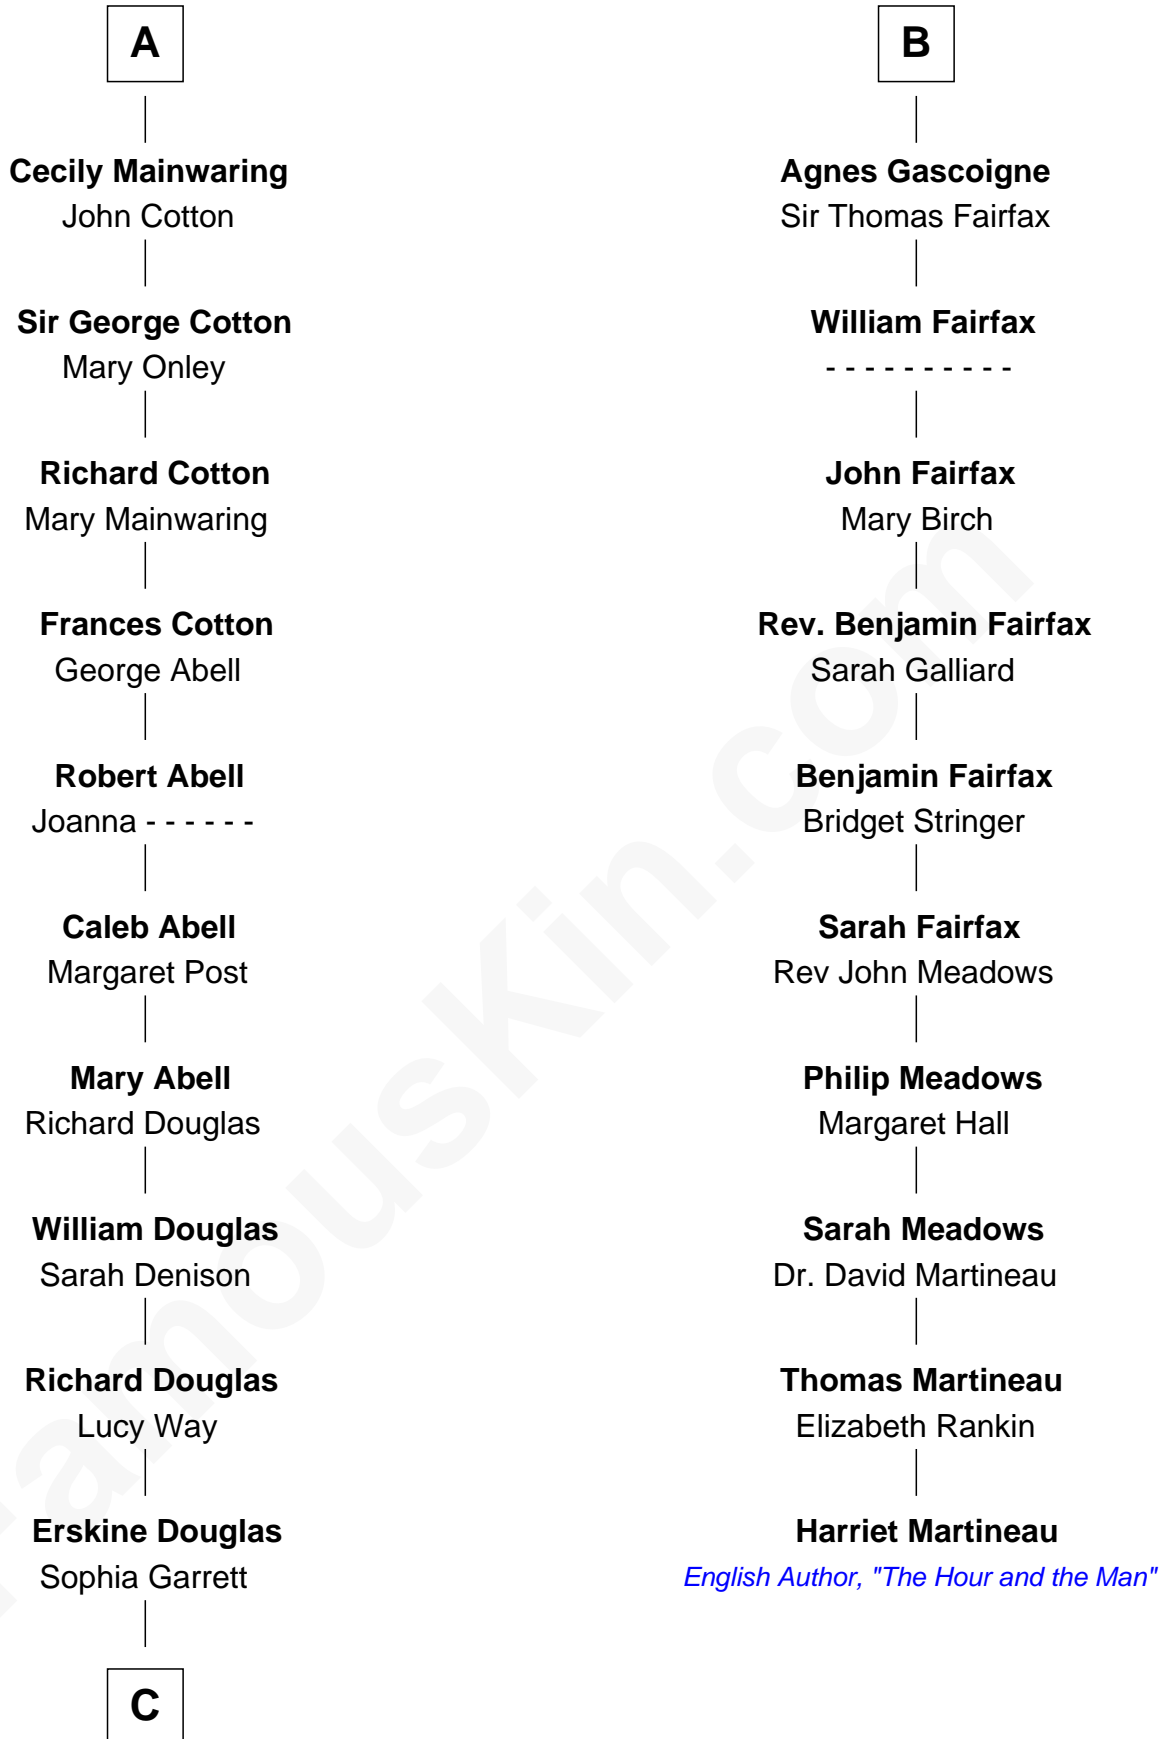 A
Cecily Mainwaring
John Cotton
Sir George Cotton
Mary Onley
Richard Cotton
Mary Mainwaring
Frances Cotton
George Abell
Robert Abell
Joanna - - - - - -
Caleb Abell
Margaret Post
Mary Abell
Richard Douglas
William Douglas
Sarah Denison
Richard Douglas
Lucy Way
Erskine Douglas
Sophia Garrett
C
B
Agnes Gascoigne
Sir Thomas Fairfax
William Fairfax
- - - - - - - - - -
John Fairfax
Mary Birch
Rev. Benjamin Fairfax
Sarah Galliard
Benjamin Fairfax
Bridget Stringer
Sarah Fairfax
Rev John Meadows
Philip Meadows
Margaret Hall
Sarah Meadows
Dr. David Martineau
Thomas Martineau
Elizabeth Rankin
Harriet Martineau
English Author, "The Hour and the Man"
FamousKin.com